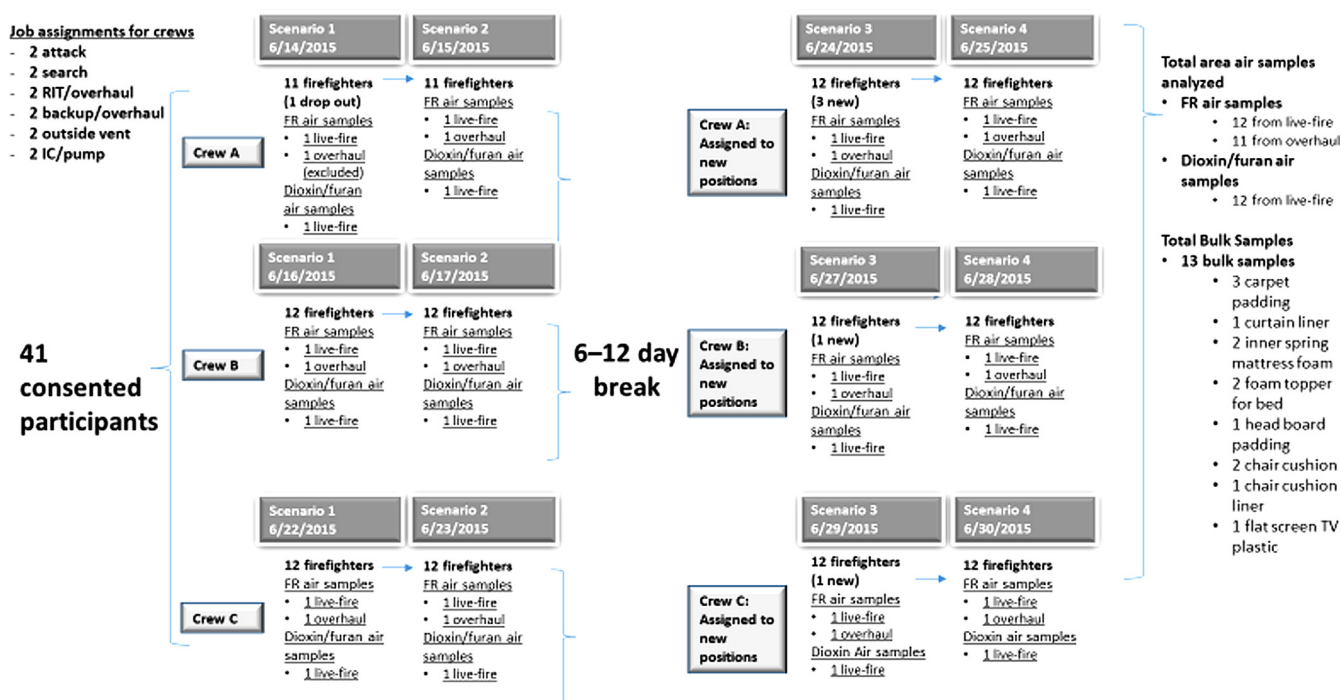 Job assignments for crews
- 2 attack
- 2 search
- 2 RIT/overhaul
- 2 backup/overhaul
- 2 outside vent
- 2 IC/pump
41
consented
participants
Crew A
Scenario 1
6/14/2015
11 firefighters
(1 drop out)
FR air samples
• 1 live-fire
• 1 overhaul
(excluded)
Dioxin/furan
air samples
• 1 live-fire
Scenario 2
6/15/2015
11 firefighters
FR air samples
• 1 live-fire
• 1 overhaul
Dioxin/furan air
samples
• 1 live-fire
Crew B
Scenario 1
6/16/2015
12 firefighters
FR air samples
• 1 live-fire
• 1 overhaul
Dioxin/furan air
samples
• 1 live-fire
Scenario 2
6/17/2015
12 firefighters
FR air samples
• 1 live-fire
• 1 overhaul
Dioxin/furan air
samples
• 1 live-fire
Crew C
Scenario 1
6/22/2015
12 firefighters
FR air samples
• 1 live-fire
• 1 overhaul
Dioxin/furan air
samples
• 1 live-fire
Scenario 2
6/23/2015
12 firefighters
FR air samples
• 1 live-fire
• 1 overhaul
Dioxin/furan air
samples
• 1 live-fire
6–12 day
break
Crew A:
Assigned to
new
positions
Scenario 3
6/24/2015
12 firefighters
(3 new)
FR air samples
• 1 live-fire
• 1 overhaul
Dioxin/furan air
samples
• 1 live-fire
Scenario 4
6/25/2015
12 firefighters
FR air samples
• 1 live-fire
• 1 overhaul
Dioxin/furan air
samples
• 1 live-fire
Crew B:
Assigned to
new
positions
Scenario 3
6/27/2015
12 firefighters
(1 new)
FR air samples
• 1 live-fire
• 1 overhaul
Dioxin/furan air
samples
• 1 live-fire
Scenario 4
6/28/2015
12 firefighters
FR air samples
• 1 live-fire
• 1 overhaul
Dioxin/furan air
samples
• 1 live-fire
Crew C:
Assigned to
new
positions
Scenario 3
6/29/2015
12 firefighters
(1 new)
FR air samples
• 1 live-fire
• 1 overhaul
Dioxin Air samples
• 1 live-fire
Scenario 4
6/30/2015
12 firefighters
FR air samples
• 1 live-fire
• 1 overhaul
Dioxin air samples
• 1 live-fire
Total area air samples
analyzed
• FR air samples
• 12 from live-fire
• 11 from overhaul
• Dioxin/furan air
samples
• 12 from live-fire
Total Bulk Samples
• 13 bulk samples
• 3 carpet
padding
• 1 curtain liner
• 2 inner spring
mattress foam
• 2 foam topper
for bed
• 1 head board
padding
• 2 chair cushion
• 1 chair cushion
liner
• 1 flat screen TV
plastic